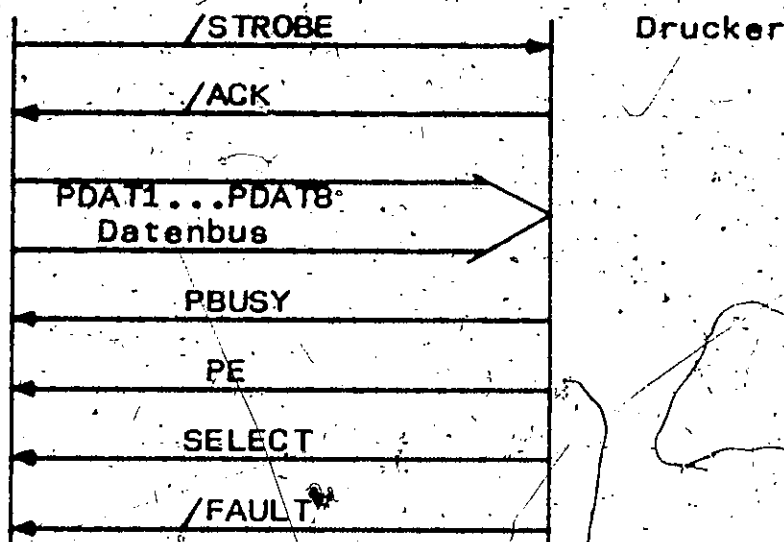 /STROBE Drucker
/ACK
PDAT1...PDAT8
Datenbus
PBUSY
PE
SELECT
/FAULT